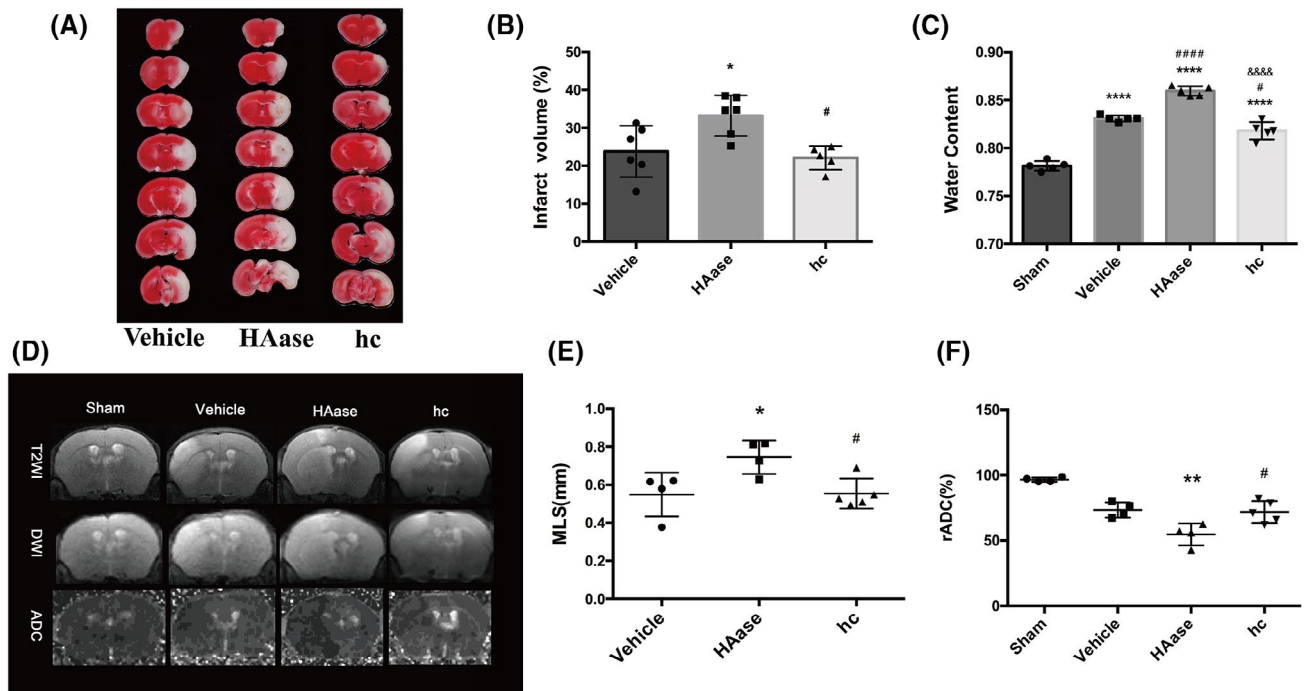 (A)
Vehicle HAase hc
(B)
Infarct volume (%)
50
40
30
20
10
0
*
#
Vehicle
HAase
hc
(C)
Water Content
0.90
0.85
0.80
0.75
0.70
****
####
****
&&&&
#
****
Sham
Vehicle
HAase
hc
(D)
Sham Vehicle HAase hc
T2WI
DWI
ADC
(E)
MLS(mm)
1.0
0.8
0.6
0.4
0.2
0.0
*
#
Vehicle
HAase
hc
(F)
rADC(%)
150
100
50
0
**
#
Sham
Vehicle
HAase
hc